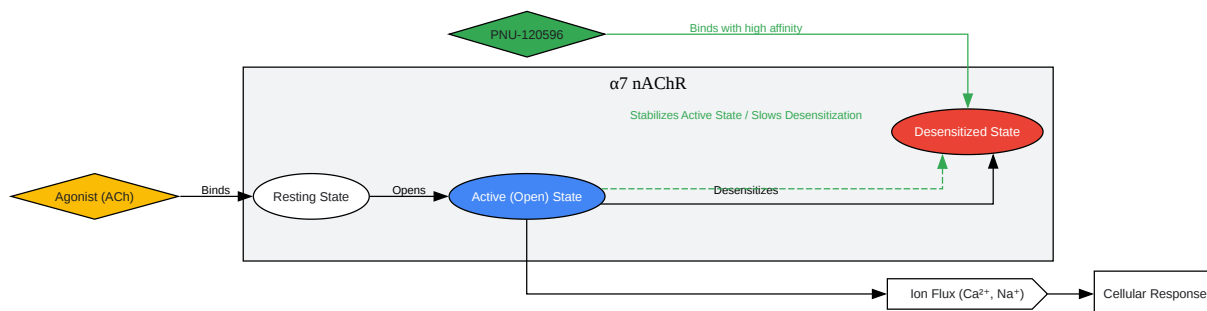 PNU-120596
Binds with high affinity
α7 nAChR
Stabilizes Active State / Slows Desensitization
Desensitized State
Agonist (ACh)
Binds
Resting State
Opens
Active (Open) State
Desensitizes
Ion Flux (Ca²⁺, Na⁺)
Cellular Response